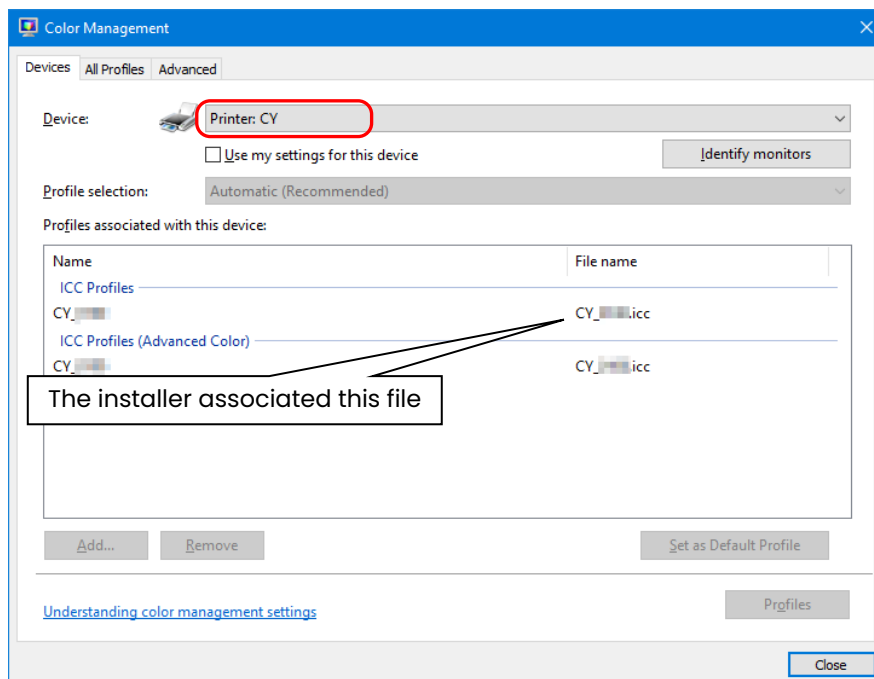 Color Management
Devices All Profiles Advanced
Device: Printer: CY
Use my settings for this device Identify monitors
Profile selection: Automatic (Recommended)
Profiles associated with this device:
Name File name
ICC Profiles
CY_ CY_ .icc
ICC Profiles (Advanced Color)
CY_ CY_ icc
The installer associated this file
Add... Remove Set as Default Profile
Understanding color management settings Profiles
Close